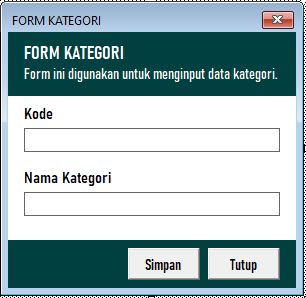 FORM KATEGORI
FORM KATEGORI
Form ini digunakan untuk menginput data kategori.
Kode
Nama Kategori
Simpan Tutup